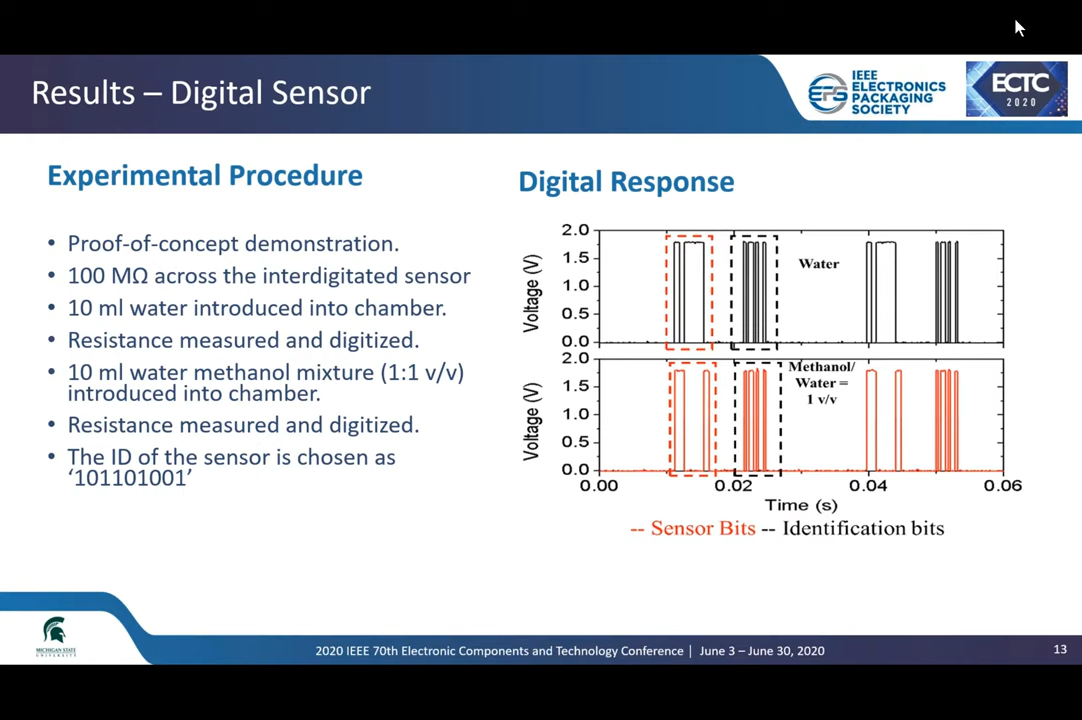 Results – Digital Sensor
IEEE
ELECTRONICS
PACKAGING
SOCIETY
EPS
ECTC
2020
Experimental Procedure
• Proof-of-concept demonstration.
• 100 MΩ across the interdigitated sensor
• 10 ml water introduced into chamber.
• Resistance measured and digitized.
• 10 ml water methanol mixture (1:1 v/v)
introduced into chamber.
• Resistance measured and digitized.
• The ID of the sensor is chosen as
‘101101001’
Digital Response
2.0
1.5
1.0
0.5
0.0
Voltage (V)
Water
2.0
1.5
1.0
0.5
0.0
Voltage (V)
Methanol/
Water =
1 v/v
0.00 0.02 0.04 0.06
Time (s)
-- Sensor Bits -- Identification bits
MICHIGAN STATE
UNIVERSITY
2020 IEEE 70th Electronic Components and Technology Conference | June 3 – June 30, 2020
13